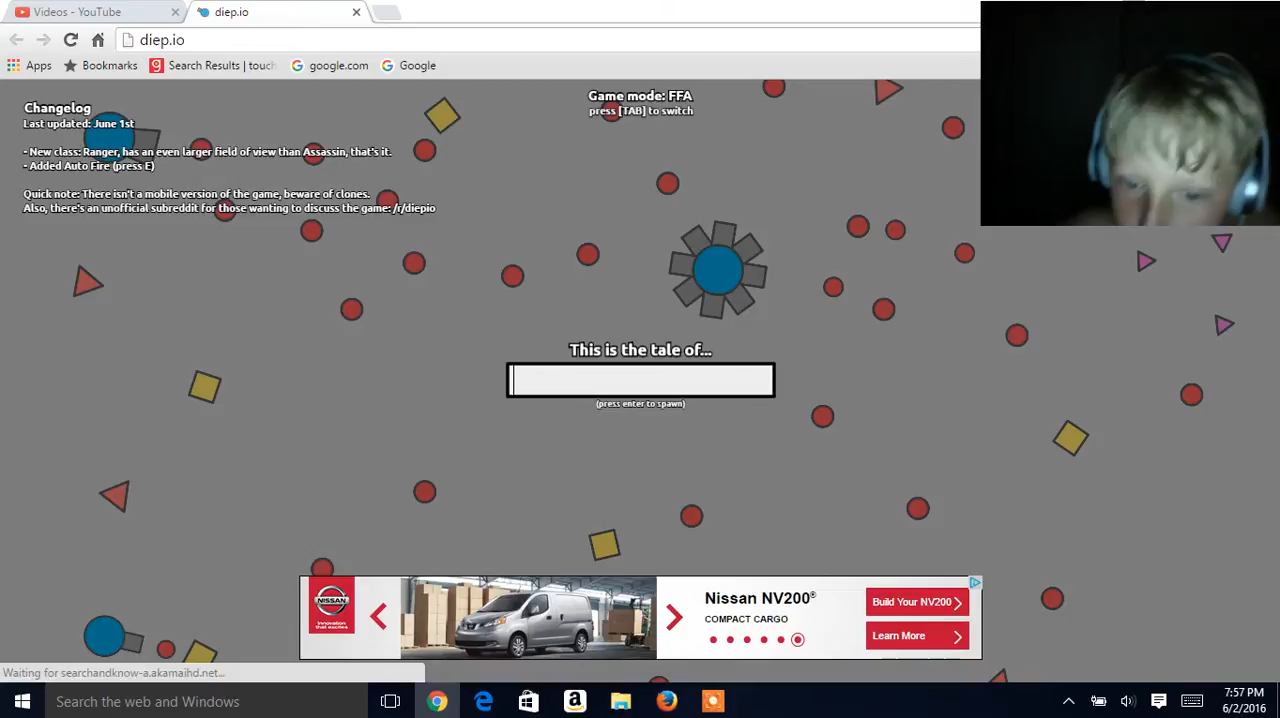 Videos - YouTube
diep.io
diep.io
Apps
Bookmarks
Search Results | touch
google.com
Google
Changelog
Last updated: June 1st
- New class: Ranger, has an even larger field of view than Assassin, that's it.
- Added Auto Fire (press E)
Quick note: There isn't a mobile version of the game, beware of clones.
Also, there's an unofficial subreddit for those wanting to discuss the game: /r/diepio
Game mode: FFA
press [TAB] to switch
This is the tale of...
(press enter to spawn)
NISSAN
Innovation that excites
Nissan NV200®
COMPACT CARGO
Build Your NV200
Learn More
Waiting for searchandknow-a.akamaihd.net...
Search the web and Windows
7:57 PM
6/2/2016